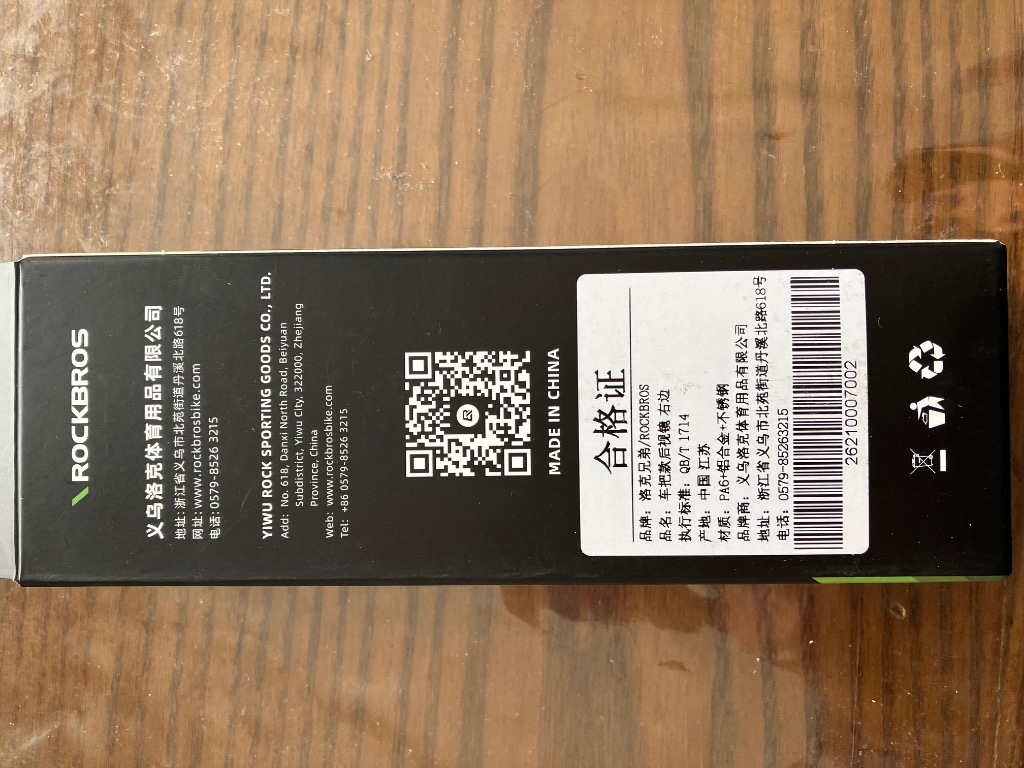 ROCKBROS
义乌洛克体育用品有限公司
地址: 浙江省义乌市北苑街道丹溪北路618号
网址: www.rockbrosbike.com
电话: 0579-8526 3215
YIWU ROCK SPORTING GOODS CO., LTD.
Addl: No. 618, Danxi North Road, Beiyuan
Subdistrict, Yiwu City, 322000, Zhejiang
Province, China
Web: www.rockbrosbike.com
Tel: +86 0579-8526 3215
MADE IN CHINA
合格证
品牌: 洛克兄弟/ROCKBROS
品名: 车把款后视镜 右边
执行标准: QB/T 1714
产地: 中国 江苏
材质: PA6+铝合金+不锈钢
品牌商: 义乌洛克体育用品有限公司
地址: 浙江省义乌市北苑街道丹溪北路618号
电话: 0579-85263215
26210007002